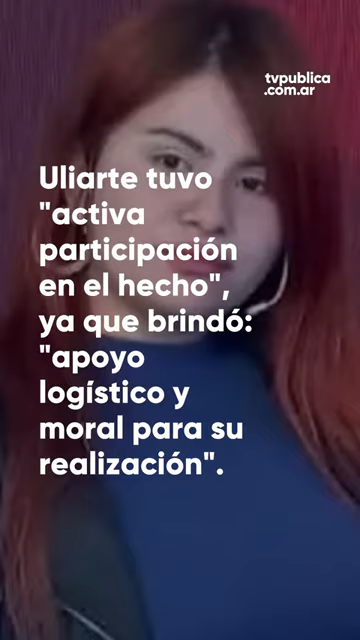 tvpublica
.com.ar
Uliarte tuvo
"activa
participación
en el hecho",
ya que brindó:
"apoyo
logístico y
moral para su
realización".